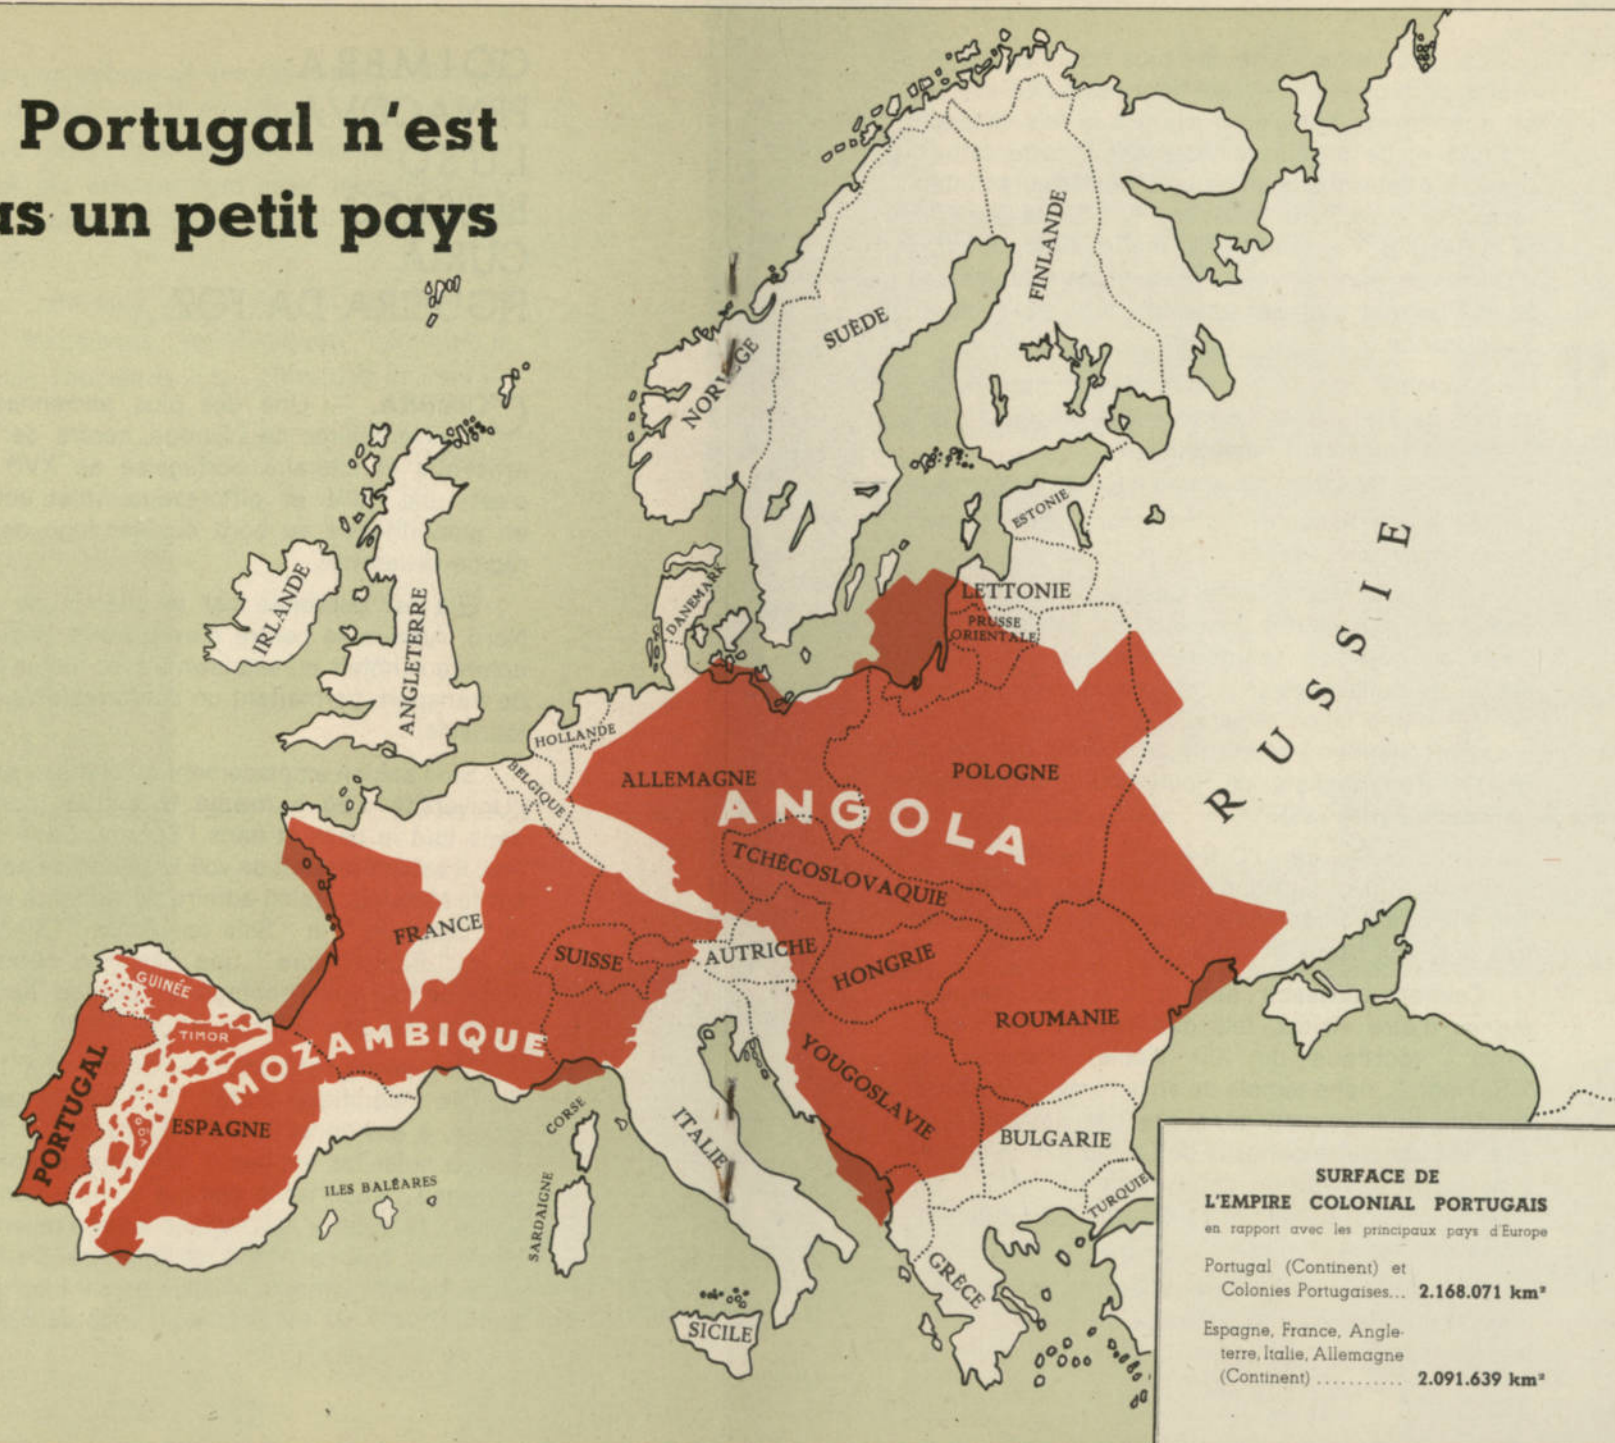 Portugal n'est
as un petit pays
FINLANDE
SUÈDE
NORVÈGE
ESTONIE
LETTONIE
PRUSSE
ORIENTALE
DANEMARK
IRLANDE
ANGLETERRE
HOLLANDE
BELGIQUE
ALLEMAGNE
POLOGNE
ANGOLA
RUSSIE
TCHÉCOSLOVAQUIE
FRANCE
SUISSE
AUTRICHE
HONGRIE
ROUMANIE
GUINÉE
TIMOR
MOZAMBIQUE
PORTUGAL
GOA
ESPAGNE
YOUGOSLAVIE
BULGARIE
TURQUIE
CORSE
ITALIE
ILES BALÉARES
SARDAIGNE
GRÈCE
SICILE
SURFACE DE
L'EMPIRE COLONIAL PORTUGAIS
en rapport avec les principaux pays d'Europe
Portugal (Continent) et
Colonies Portugaises... 2.168.071 km²
Espagne, France, Angle-
terre, Italie, Allemagne
(Continent) ........... 2.091.639 km²